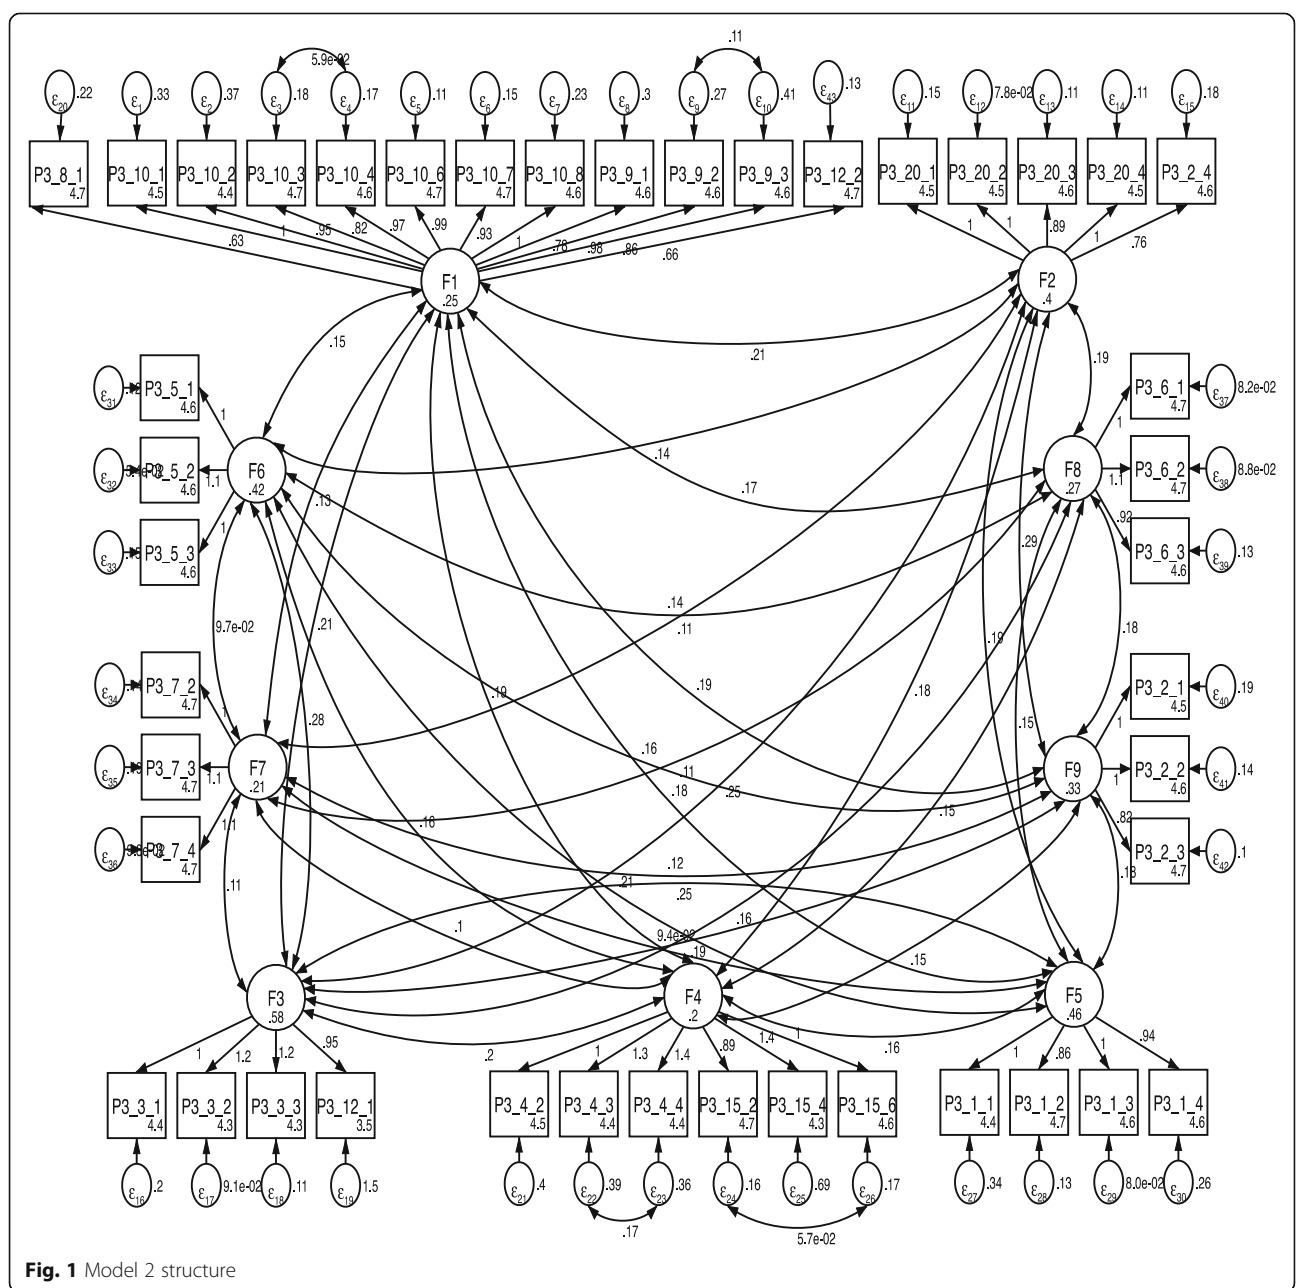 .11
5.9e-02
ε20 .22
ε1 .33
ε2 .37
ε3 .18
ε4 .17
ε5 .11
ε6 .15
ε7 .23
ε8 .3
ε9 .27
ε10 .41
ε43 .13
ε11 .15
ε12 7.8e-02
ε13 .11
ε14 .11
ε15 .18
P3_8_1 4.7
P3_10_1 4.5
P3_10_2 4.4
P3_10_3 4.7
P3_10_4 4.6
P3_10_6 4.7
P3_10_7 4.7
P3_10_8 4.6
P3_9_1 4.6
P3_9_2 4.6
P3_9_3 4.6
P3_12_2 4.7
P3_20_1 4.5
P3_20_2 4.5
P3_20_3 4.6
P3_20_4 4.5
P3_2_4 4.6
.63
1
.95
.82
.97
.99
.93
1
.78
.98
.86
.66
1
1
.89
1
.76
F1 .25
F2 .4
.15
.21
.19
ε31
P3_5_1 4.6
1
P3_6_1 4.7
ε37 8.2e-02
1
ε32
5_2 4.6
1.1
F6 .42
.14
.17
F8 .27
1.1
P3_6_2 4.7
ε38 8.8e-02
.13
ε33
P3_5_3 4.6
1
.29
.92
P3_6_3 4.6
ε39 .13
.14
.11
9.7e-02
.21
.19
.18
ε34
P3_7_2 4.7
1
.19
.19
.18
P3_2_1 4.5
ε40 .19
.28
.15
1
.16
ε35
P3_7_3 4.7
1.1
F7 .21
.11
.18
.25
F9 .33
1
P3_2_2 4.6
ε41 .14
.15
1.1
.16
.82
ε36
7_4 4.7
P3_2_3 4.7
ε42 .1
.12
.11
.21
.25
.18
.1
.16
9.4e-02
.19
.15
F3 .58
F4 .2
F5 .46
1
1.2
1.2
.95
.2
1
1.3
1.4
.89
1.4
1
.16
1
.86
1
.94
P3_3_1 4.4
P3_3_2 4.3
P3_3_3 4.3
P3_12_1 3.5
P3_4_2 4.5
P3_4_3 4.4
P3_4_4 4.4
P3_15_2 4.7
P3_15_4 4.3
P3_15_6 4.6
P3_1_1 4.4
P3_1_2 4.7
P3_1_3 4.6
P3_1_4 4.6
ε16 .2
ε17 9.1e-02
ε18 .11
ε19 1.5
ε21 .4
ε22 .39
ε23 .36
ε24 .16
ε25 .69
ε26 .17
ε27 .34
ε28 .13
ε29 8.0e-02
ε30 .26
.17
5.7e-02
Fig. 1 Model 2 structure